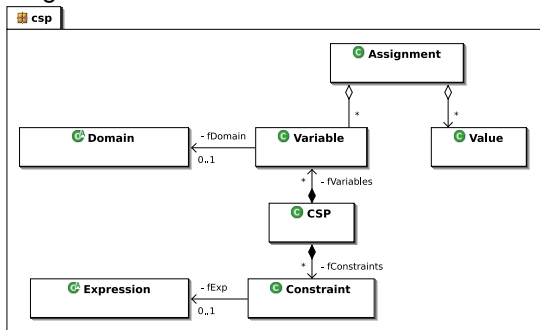 csp
Assignment
*
*
Domain
- fDomain
0..1
Variable
Value
*
- fVariables
CSP
*
- fConstraints
Expression
- fExp
0..1
Constraint